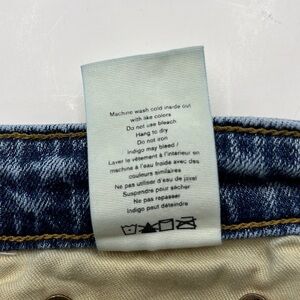 Machine wash cold inside out
with like colors
Do not use bleach
Hang to dry
Do not iron
Indigo may bleed /
Laver le vêtement à l'intérieur en
machine à l'eau froide avec des
couleurs similaires
Ne pas utiliser d'eau de javel
Suspendre pour sécher
Ne pas repasser
Indigo peut déteindre